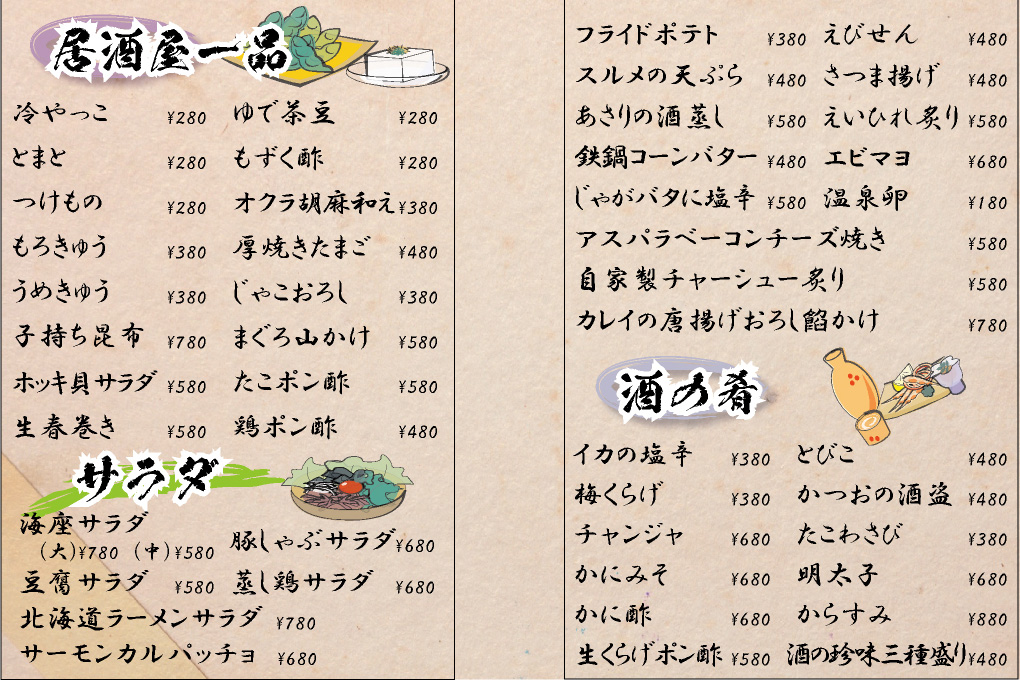 居酒屋一品
冷やっこ ¥280 ゆで茶豆 ¥280
とまと ¥280 もずく酢 ¥280
つけもの ¥280 オクラ胡麻和え ¥380
もろきゅう ¥380 厚焼きたまご ¥480
うめきゅう ¥380 じゃこおろし ¥380
子持ち昆布 ¥780 まぐろ山かけ ¥580
ホッキ貝サラダ ¥580 たこポン酢 ¥580
生春巻き ¥580 鶏ポン酢 ¥480
サラダ
海座サラダ
(大)¥780 (中)¥580 豚しゃぶサラダ ¥680
豆腐サラダ ¥580 蒸し鶏サラダ ¥680
北海道ラーメンサラダ ¥780
サーモンカルパッチョ ¥680
フライドポテト ¥380 えびせん ¥480
スルメの天ぷら ¥480 さつま揚げ ¥480
あさりの酒蒸し ¥580 えいひれ炙り ¥580
鉄鍋コーンバター ¥480 エビマヨ ¥680
じゃがバタに塩辛 ¥580 温泉卵 ¥180
アスパラベーコンチーズ焼き ¥580
自家製チャーシュー炙り ¥580
カレイの唐揚げおろし餡かけ ¥780
酒の肴
イカの塩辛 ¥380 とびこ ¥480
梅くらげ ¥380 かつおの酒盗 ¥480
チャンジャ ¥680 たこわさび ¥380
かにみそ ¥680 明太子 ¥680
かに酢 ¥680 からすみ ¥880
生くらげポン酢 ¥580 酒の珍味三種盛り ¥480